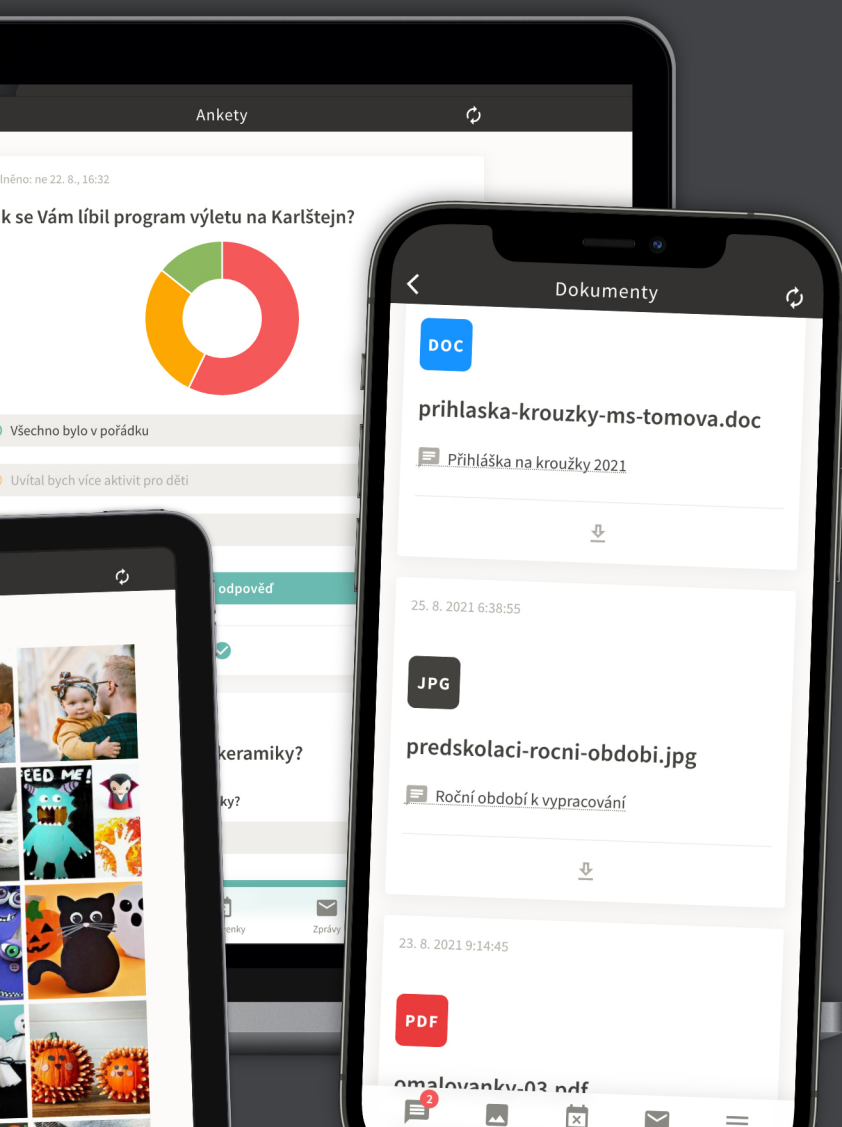 Ankety
ne 22. 8., 16:32
se Vám líbil program výletu na Karlštejn?
Všechno bylo v pořádku
Uvítal bych více aktivit pro děti
odpověď
keramiky?
Zprávy
FEED ME!
Dokumenty
DOC
prihlaska-krouzky-ms-tomova.doc
Přihláška na kroužky 2021
25. 8. 2021 6:38:55
JPG
predskolaci-rocni-obdobi.jpg
Roční období k vypracování
23. 8. 2021 9:14:45
PDF
omalovanky-03.pdf
2